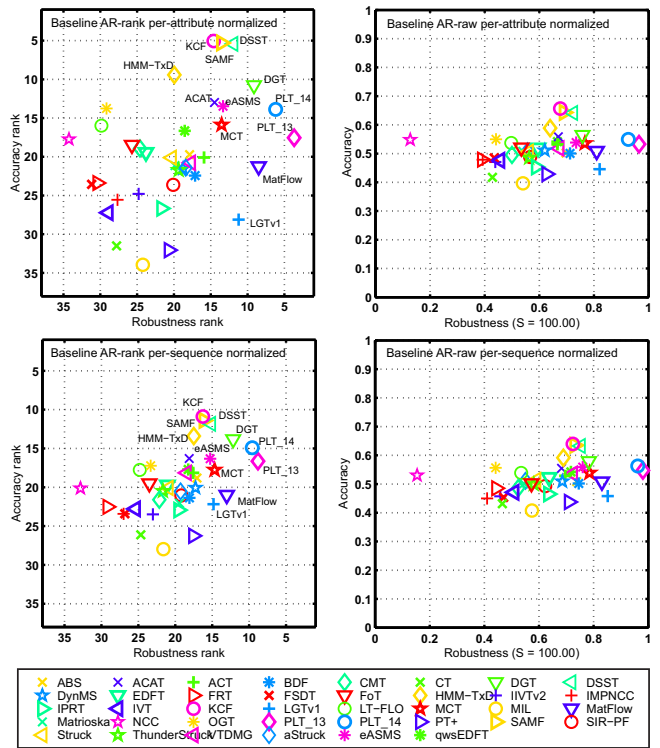 Baseline AR-rank per-attribute normalized
Accuracy rank
5
10
15
20
25
30
35
35 30 25 20 15 10 5
Robustness rank
KCF
DSST
SAMF
HMM-TxD
DGT
ACAT
eASMS
PLT_14
MCT
PLT_13
MatFlow
LGTv1
Baseline AR-raw per-attribute normalized
Accuracy
1
0.9
0.8
0.7
0.6
0.5
0.4
0.3
0.2
0.1
0
0 0.2 0.4 0.6 0.8 1
Robustness (S = 100.00)
Baseline AR-rank per-sequence normalized
Accuracy rank
5
10
15
20
25
30
35
35 30 25 20 15 10 5
Robustness rank
KCF
DSST
SAMF
DGT
HMM-TxD
PLT_14
eASMS
MCT
PLT_13
MatFlow
LGTv1
Baseline AR-raw per-sequence normalized
Accuracy
1
0.9
0.8
0.7
0.6
0.5
0.4
0.3
0.2
0.1
0
0 0.2 0.4 0.6 0.8 1
Robustness (S = 100.00)
ABS ACAT ACT BDF CMT CT DGT DSST
DynMS EDFT FRT FSDT FoT HMM-TxD IIVTv2 IMPNCC
IPRT IVT KCF LGTv1 LT-FLO MCT MIL MatFlow
Matrioska NCC OGT PLT_13 PLT_14 PT+ SAMF SIR-PF
Struck ThunderStruck VTDMG aStruck eASMS qwsEDFT